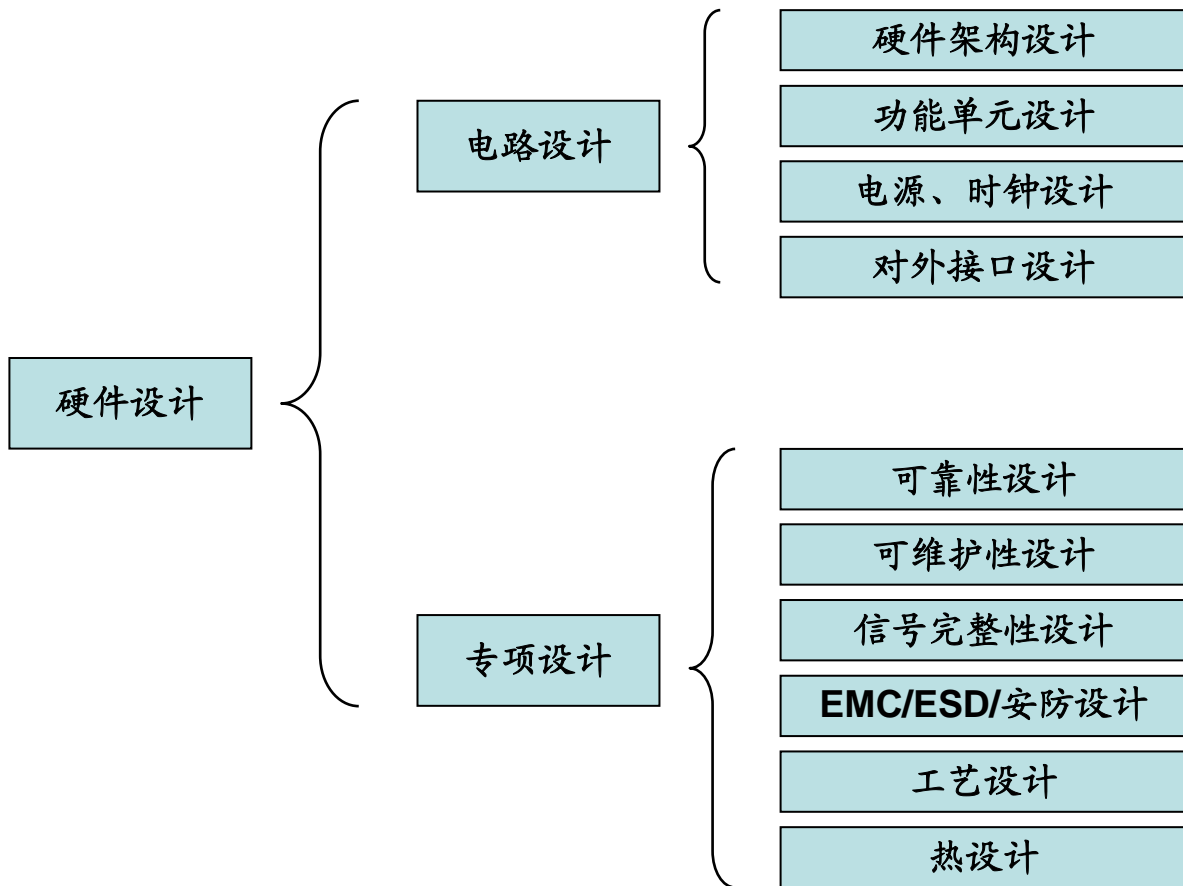 硬件设计
电路设计
硬件架构设计
功能单元设计
电源、时钟设计
对外接口设计
专项设计
可靠性设计
可维护性设计
信号完整性设计
EMC/ESD/安防设计
工艺设计
热设计